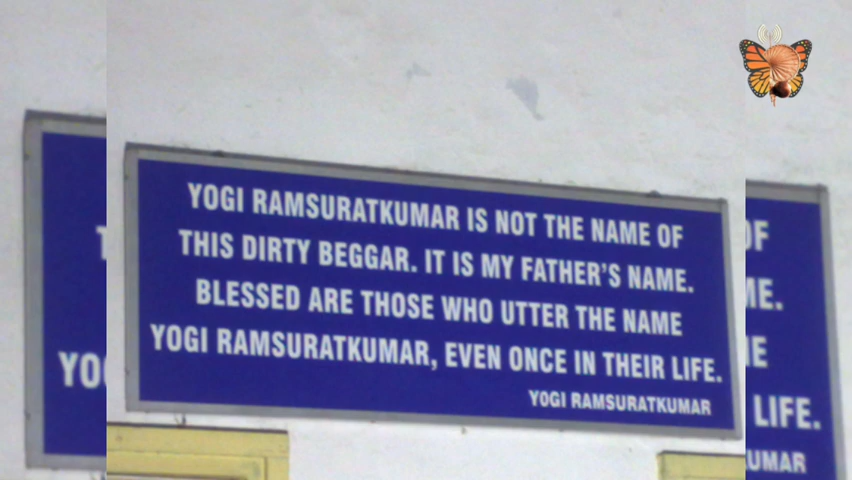 YOGI RAMSURATKUMAR IS NOT THE NAME OF
THIS DIRTY BEGGAR. IT IS MY FATHER'S NAME.
BLESSED ARE THOSE WHO UTTER THE NAME
YOGI RAMSURATKUMAR, EVEN ONCE IN THEIR LIFE.
YOGI RAMSURATKUMAR